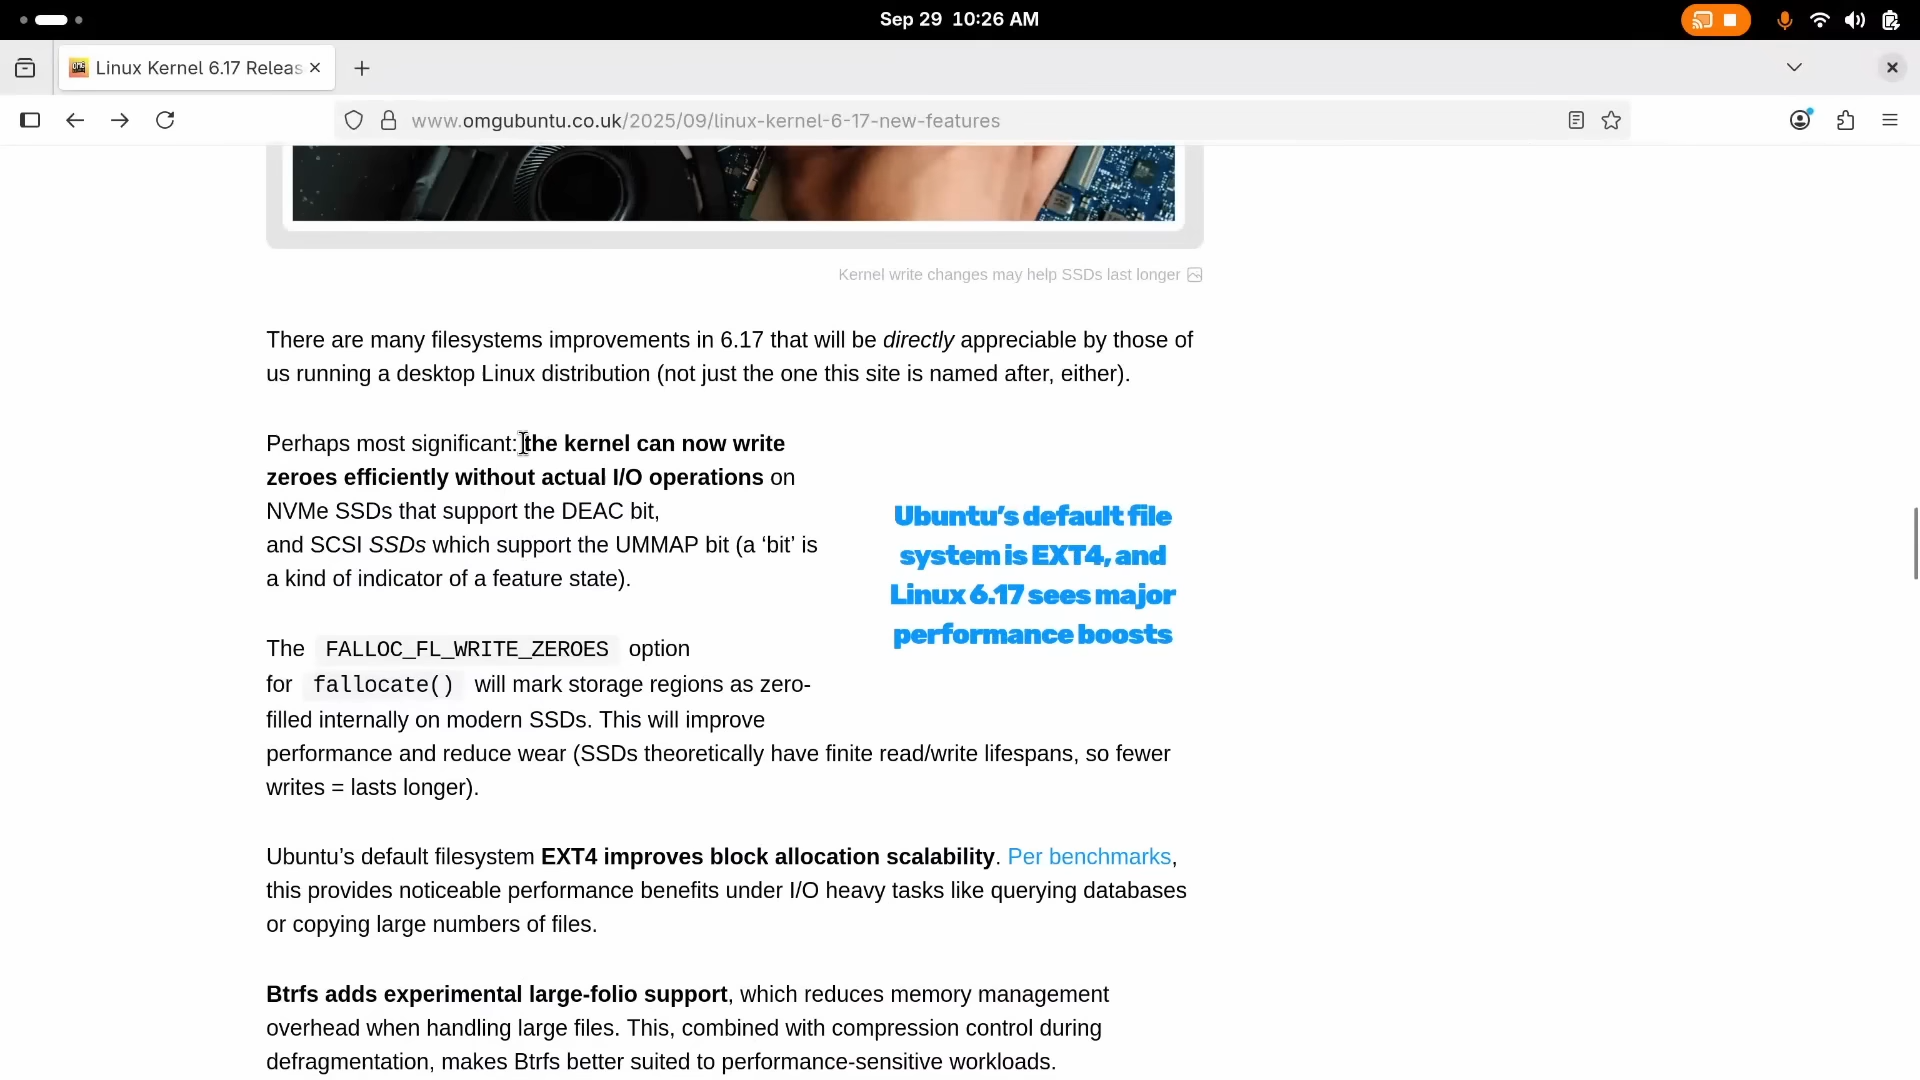 Sep 29 10:26 AM
Linux Kernel 6.17 Releas
www.omgubuntu.co.uk/2025/09/linux-kernel-6-17-new-features
Kernel write changes may help SSDs last longer
There are many filesystems improvements in 6.17 that will be directly appreciable by those of
us running a desktop Linux distribution (not just the one this site is named after, either).
Perhaps most significant: the kernel can now write
zeroes efficiently without actual I/O operations on
NVMe SSDs that support the DEAC bit,
and SCSI SSDs which support the UMMAP bit (a ‘bit’ is
a kind of indicator of a feature state).
Ubuntu’s default file
system is EXT4, and
Linux 6.17 sees major
performance boosts
The FALLOC_FL_WRITE_ZEROES option
for fallocate() will mark storage regions as zero-
filled internally on modern SSDs. This will improve
performance and reduce wear (SSDs theoretically have finite read/write lifespans, so fewer
writes = lasts longer).
Ubuntu’s default filesystem EXT4 improves block allocation scalability. Per benchmarks,
this provides noticeable performance benefits under I/O heavy tasks like querying databases
or copying large numbers of files.
Btrfs adds experimental large-folio support, which reduces memory management
overhead when handling large files. This, combined with compression control during
defragmentation, makes Btrfs better suited to performance-sensitive workloads.